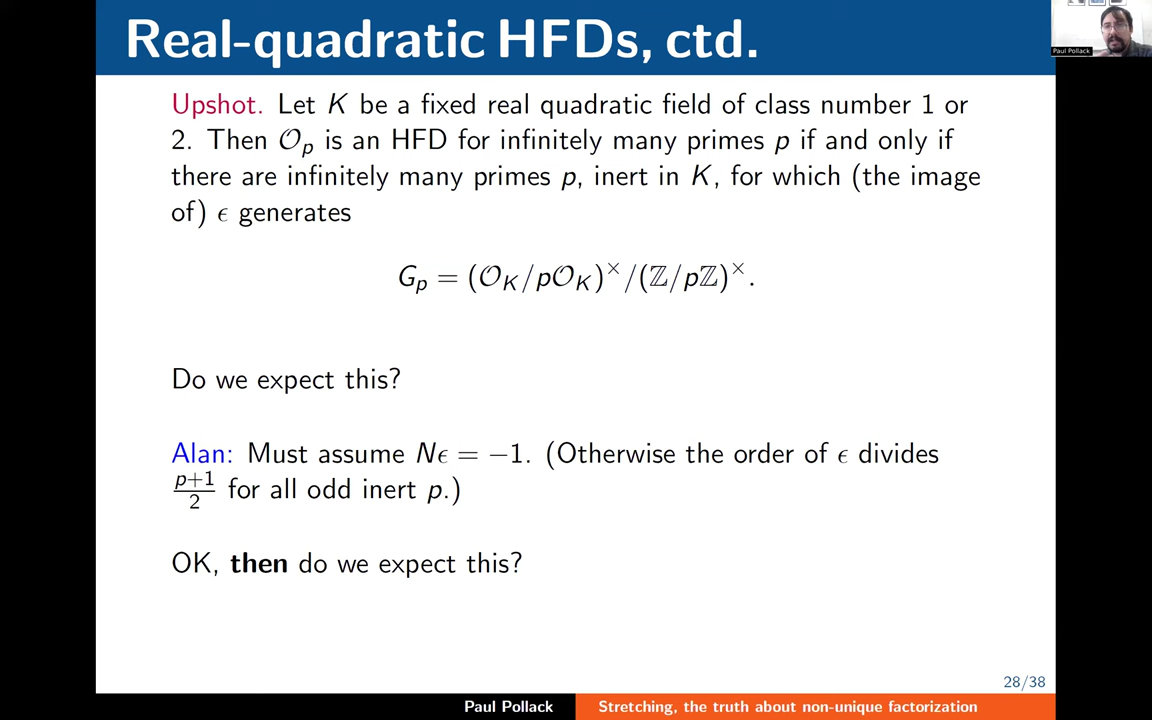 Real-quadratic HFDs, ctd.
Paul Pollack
Upshot. Let K be a fixed real quadratic field of class number 1 or
2. Then 𝒪ₚ is an HFD for infinitely many primes p if and only if
there are infinitely many primes p, inert in K, for which (the image
of) ϵ generates
Gₚ = (𝒪_K/p𝒪_K)^×/(ℤ/pℤ)^×.
Do we expect this?
Alan: Must assume Nϵ = −1. (Otherwise the order of ϵ divides
(p+1)/2 for all odd inert p.)
OK, then do we expect this?
28/38
Paul Pollack Stretching, the truth about non-unique factorization